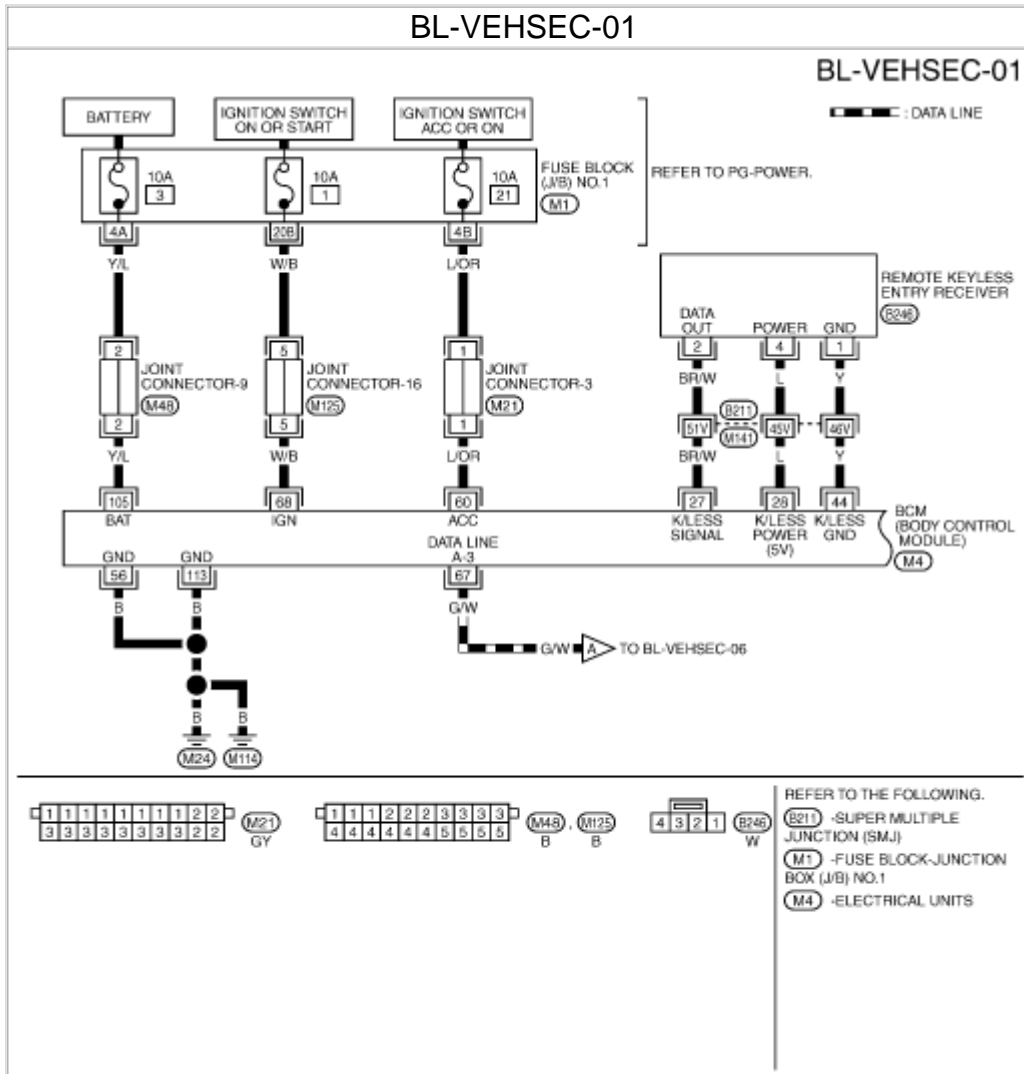 BL-VEHSEC-01
BL-VEHSEC-01
: DATA LINE
BATTERY
IGNITION SWITCH
ON OR START
IGNITION SWITCH
ACC OR ON
10A
3
10A
1
10A
21
FUSE BLOCK
(J/B) NO.1
M1
REFER TO PG-POWER.
4A
20B
4B
Y/L
W/B
L/OR
REMOTE KEYLESS
ENTRY RECEIVER
B246
DATA
OUT
POWER
GND
2
4
1
BR/W
L
Y
2
JOINT
CONNECTOR-9
M48
2
5
JOINT
CONNECTOR-16
M125
5
1
JOINT
CONNECTOR-3
M21
1
B211
M141
51V
45V
46V
Y/L
W/B
L/OR
BR/W
L
Y
105
68
60
27
28
44
BAT
IGN
ACC
K/LESS
SIGNAL
K/LESS
POWER
(5V)
K/LESS
GND
BCM
(BODY CONTROL
MODULE)
M4
DATA LINE
A-3
GND
GND
56
113
67
B
B
G/W
G/W
A
TO BL-VEHSEC-06
B
B
M24
M114
1 1 1 1 1 1 1 1 2 2
3 3 3 3 3 3 3 3 2 2
M21
GY
1 1 1 2 2 2 3 3 3 3
4 4 4 4 4 4 5 5 5 5
M48 , M125
B B
4 3 2 1
B246
W
REFER TO THE FOLLOWING.
B211 -SUPER MULTIPLE
JUNCTION (SMJ)
M1 -FUSE BLOCK-JUNCTION
BOX (J/B) NO.1
M4 -ELECTRICAL UNITS